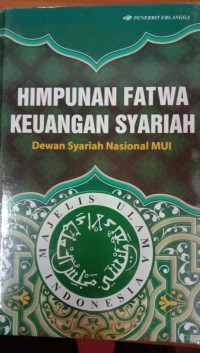 PENERBIT ERLANGGA
HIMPUNAN FATWA
KEUANGAN SYARIAH
Dewan Syariah Nasional MUI
MAJELIS ULAMA
INDONESIA